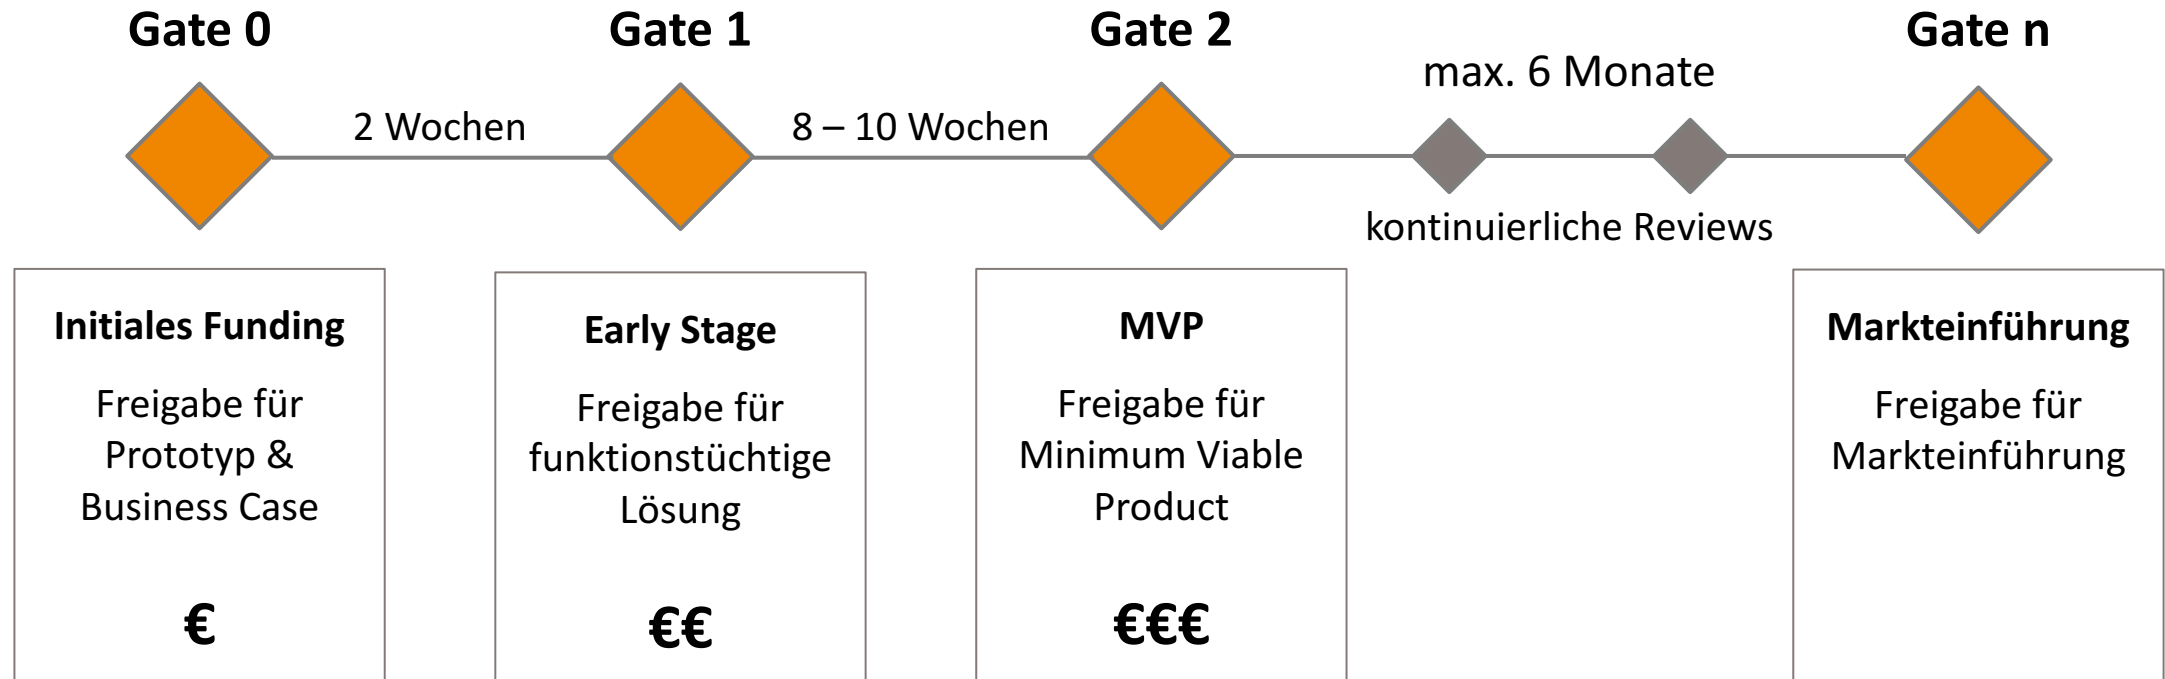 Gate 0
Gate 1
Gate 2
Gate n
2 Wochen
8 – 10 Wochen
max. 6 Monate
kontinuierliche Reviews
Initiales Funding
Freigabe für
Prototyp &
Business Case
€
Early Stage
Freigabe für
funktionstüchtige
Lösung
€€
MVP
Freigabe für
Minimum Viable
Product
€€€
Markteinführung
Freigabe für
Markteinführung